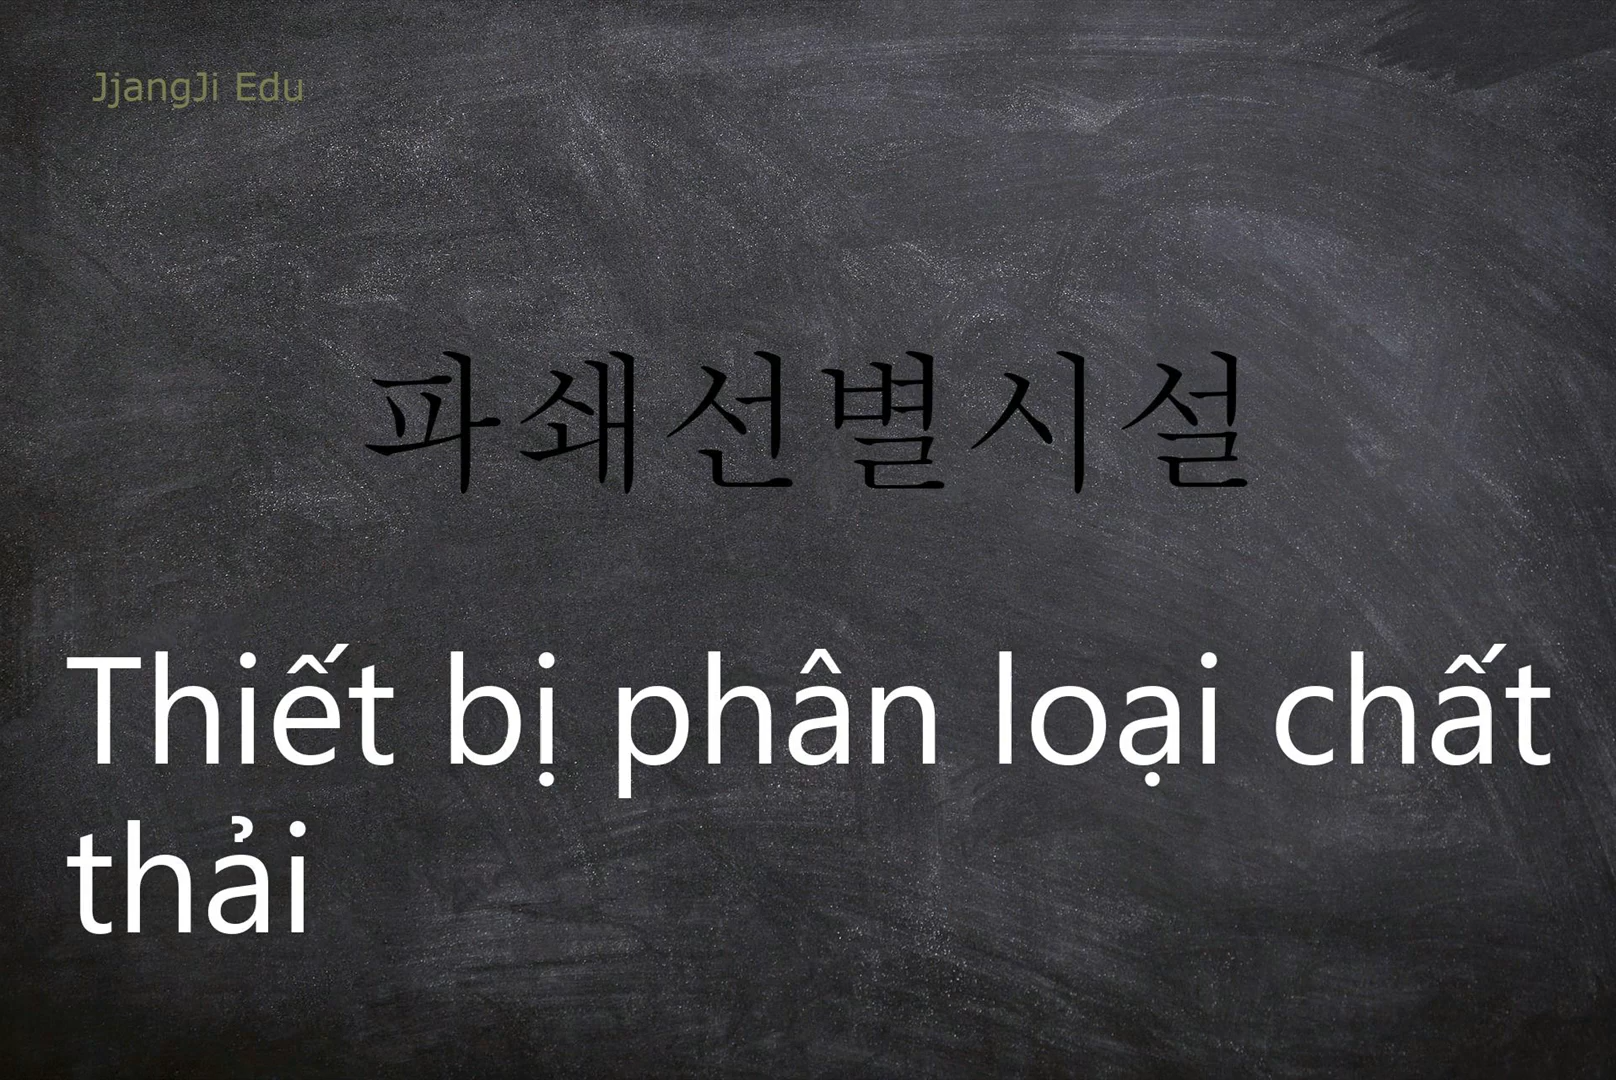 JjangJi Edu
파쇄선별시설
Thiết bị phân loại chất
thải